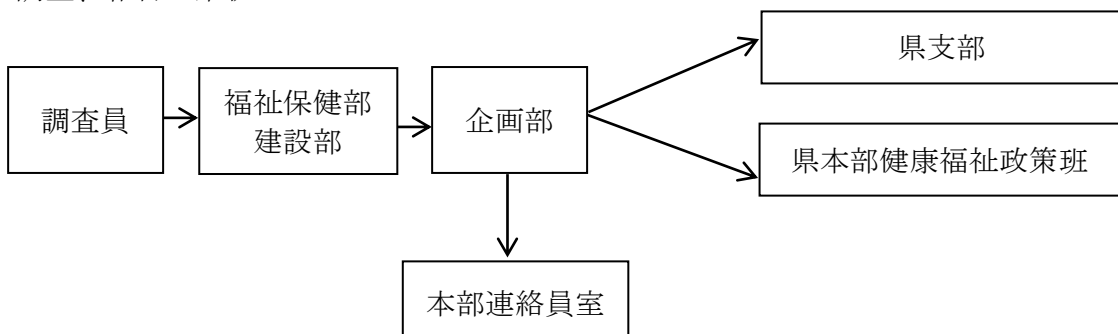 県支部
調査員
福祉保健部
建設部
企画部
県本部健康福祉政策班
本部連絡員室